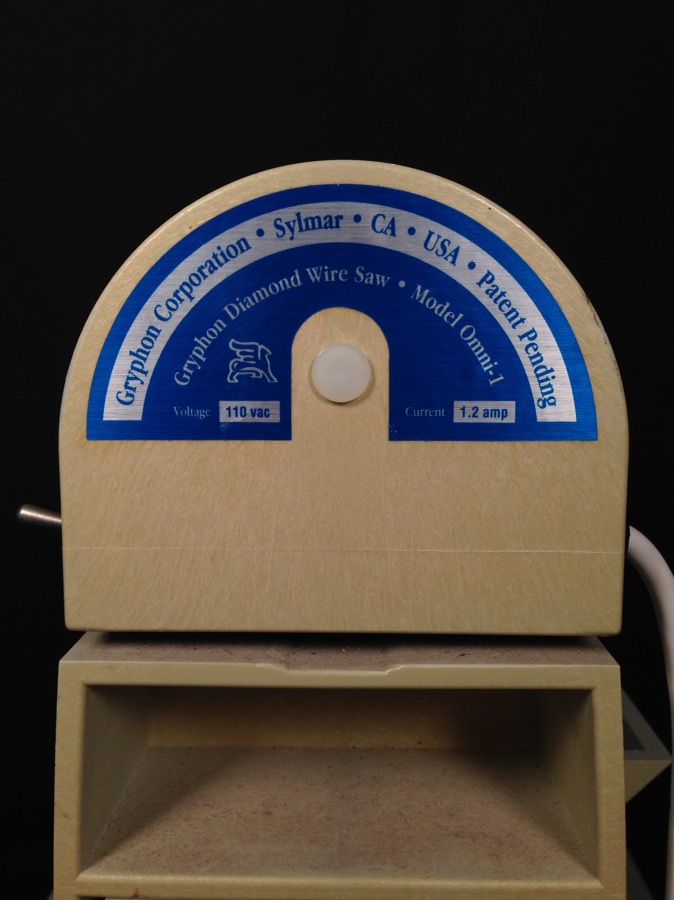 Gryphon Corporation • Sylmar • CA • USA • Patent Pending
Gryphon Diamond Wire Saw • Model Omni-1
Voltage 110 vac
Current 1.2 amp